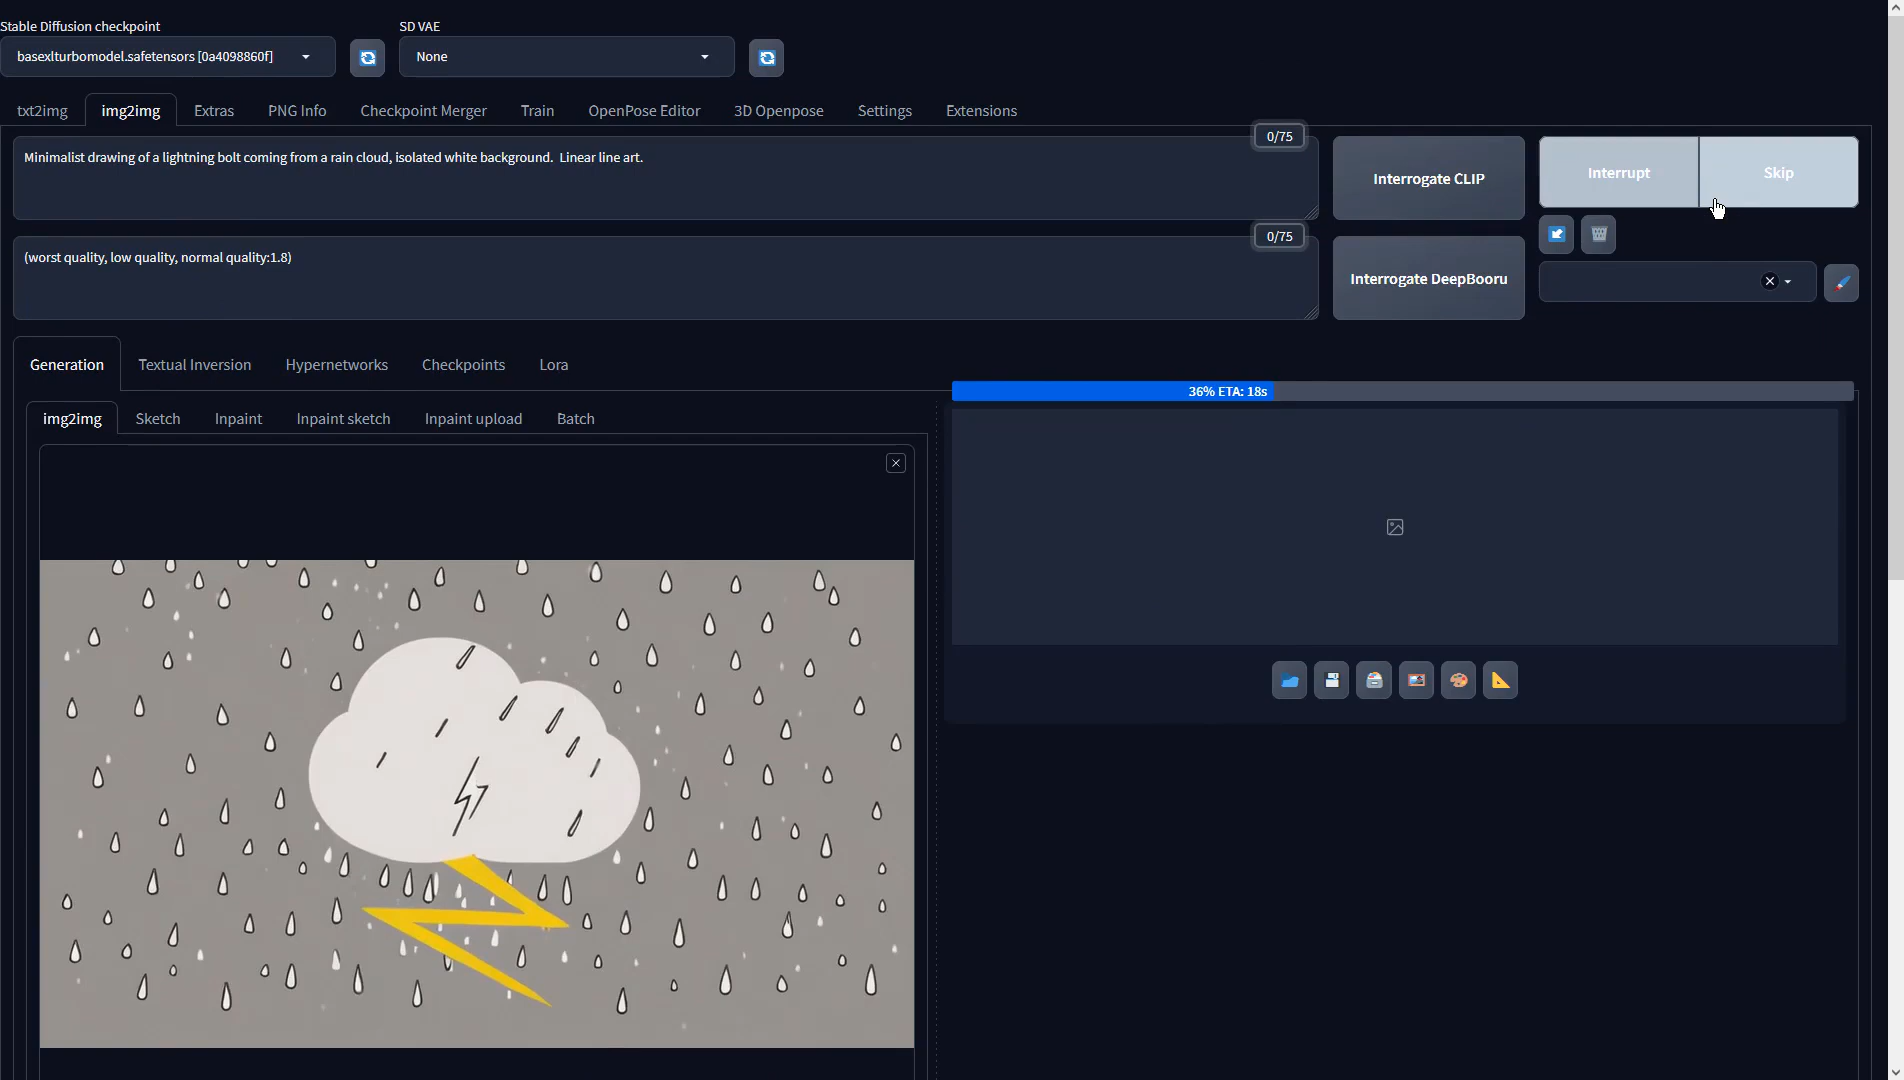 Stable Diffusion checkpoint
SD VAE
basexlturbomodel.safetensors [0a4098860f]
None
txt2img
img2img
Extras
PNG Info
Checkpoint Merger
Train
OpenPose Editor
3D Openpose
Settings
Extensions
0/75
Minimalist drawing of a lightning bolt coming from a rain cloud, isolated white background.  Linear line art.
Interrogate CLIP
Interrupt
Skip
0/75
(worst quality, low quality, normal quality:1.8)
Interrogate DeepBooru
Generation
Textual Inversion
Hypernetworks
Checkpoints
Lora
36% ETA: 18s
img2img
Sketch
Inpaint
Inpaint sketch
Inpaint upload
Batch